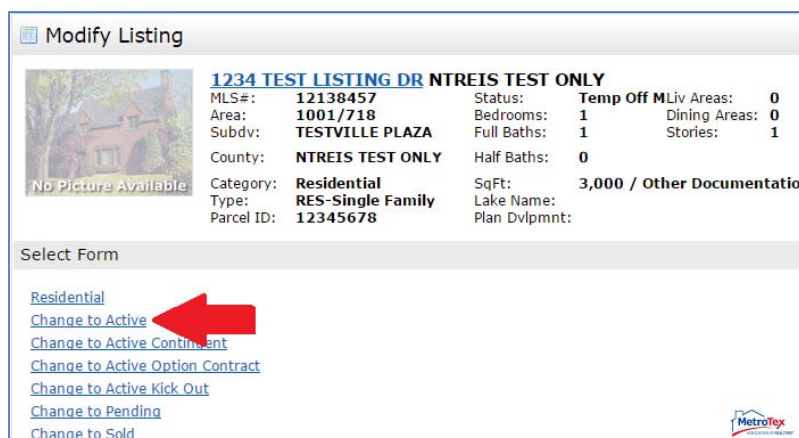 Modify Listing
1234 TEST LISTING DR NTREIS TEST ONLY
MLS#: 12138457 Status: Temp Off M Liv Areas: 0
Area: 1001/718 Bedrooms: 1 Dining Areas: 0
Subdv: TESTVILLE PLAZA Full Baths: 1 Stories: 1
County: NTREIS TEST ONLY Half Baths: 0
No Picture Available
Category: Residential SqFt: 3,000 / Other Documentatio
Type: RES-Single Family Lake Name:
Parcel ID: 12345678 Plan Dvlpmnt:
Select Form
Residential
Change to Active
Change to Active Contingent
Change to Active Option Contract
Change to Active Kick Out
Change to Pending
Change to Sold
MetroTex
ASSOCIATION OF REALTORS